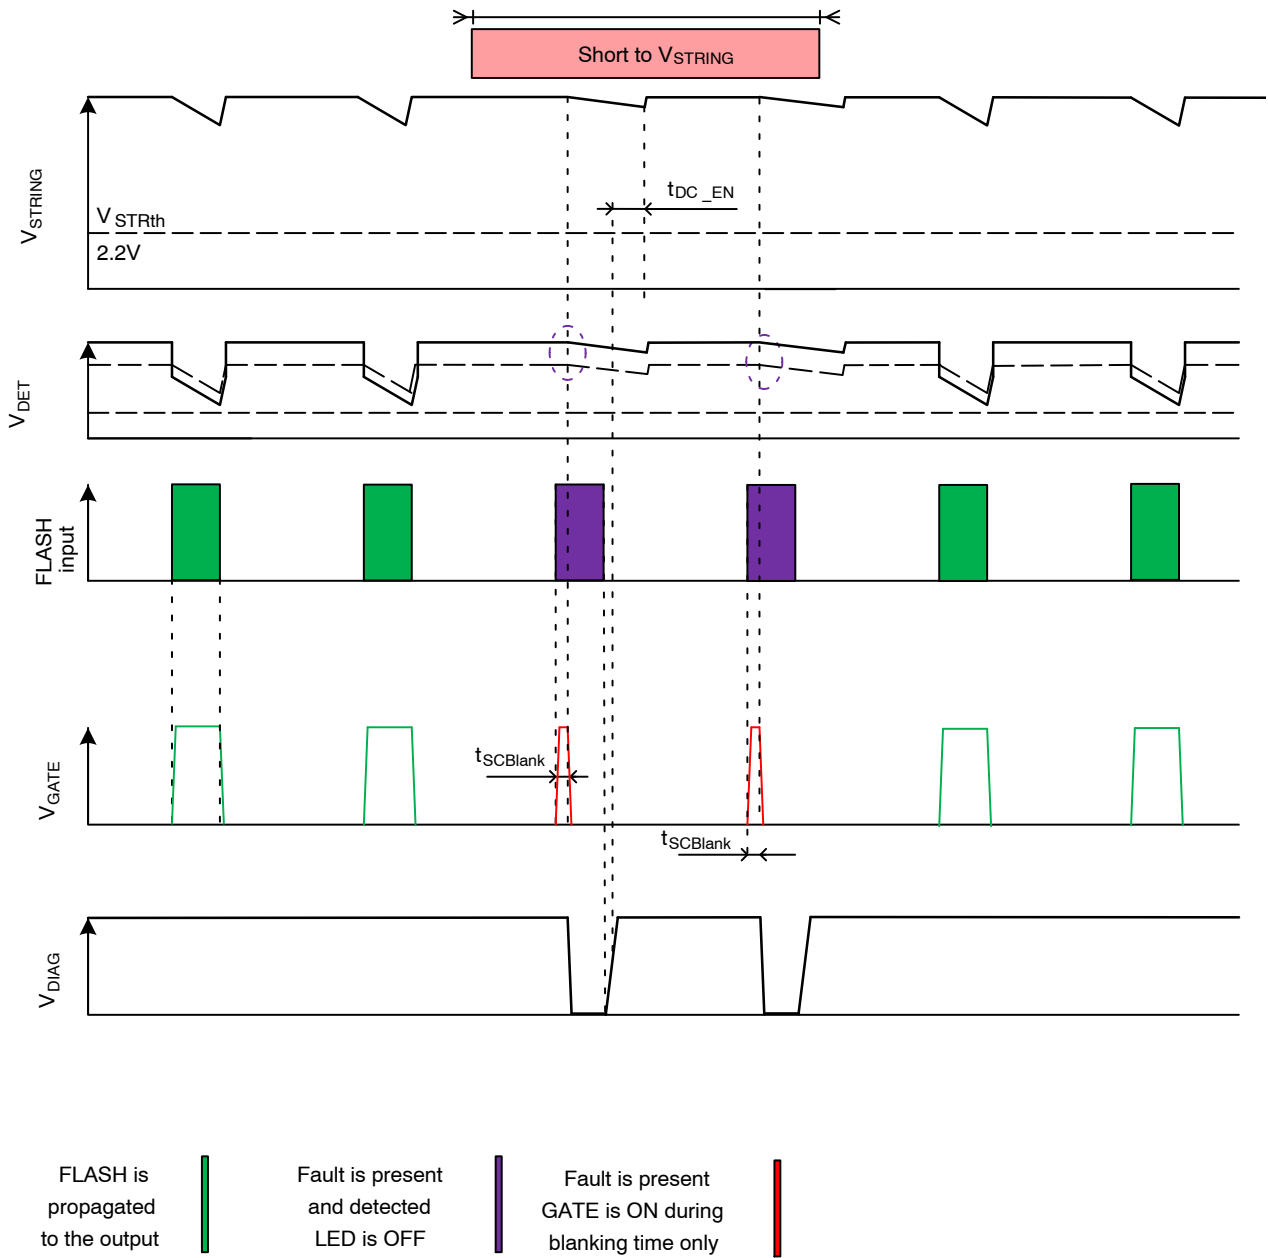 Short to VSTRING
VSTRING
tDC_EN
V STRth
2.2V
VDET
FLASH
input
VGATE
tSCBlank
tSCBlank
VDIAG
FLASH is
propagated
to the output
Fault is present
and detected
LED is OFF
Fault is present
GATE is ON during
blanking time only